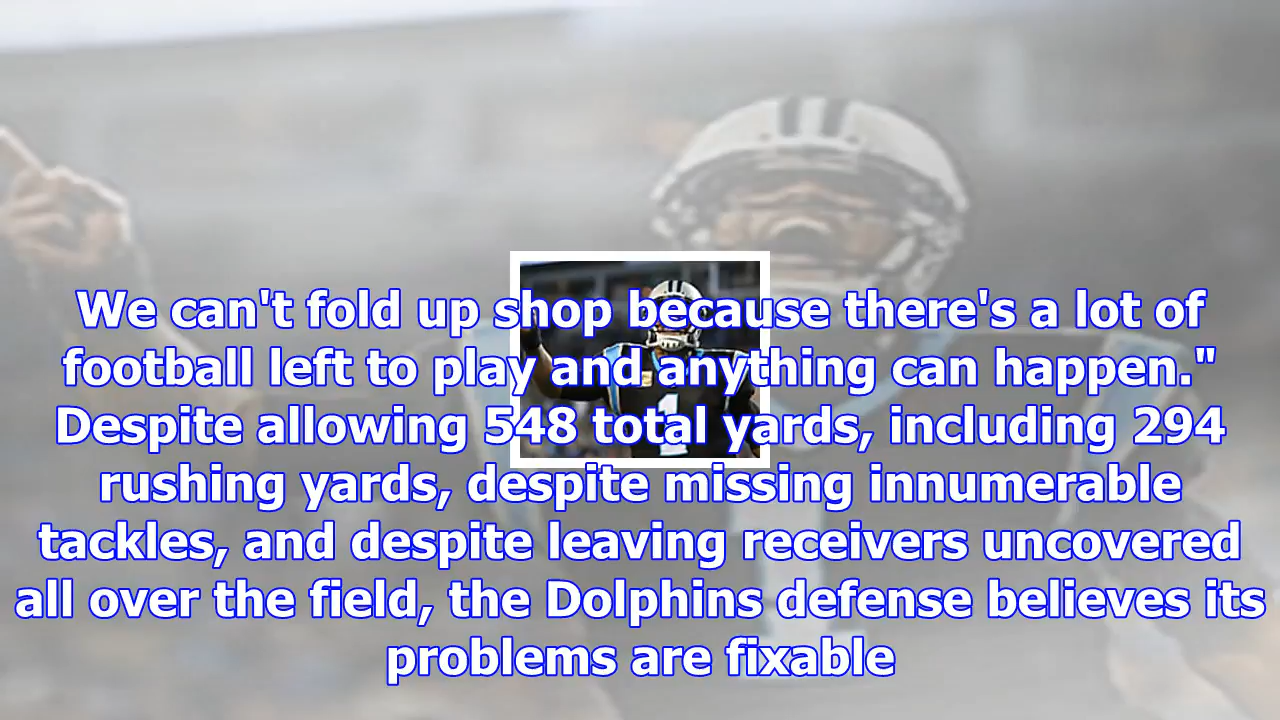 We can't fold up shop because there's a lot of
football left to play and anything can happen."
Despite allowing 548 total yards, including 294
rushing yards, despite missing innumerable
tackles, and despite leaving receivers uncovered
all over the field, the Dolphins defense believes its
problems are fixable
1
1